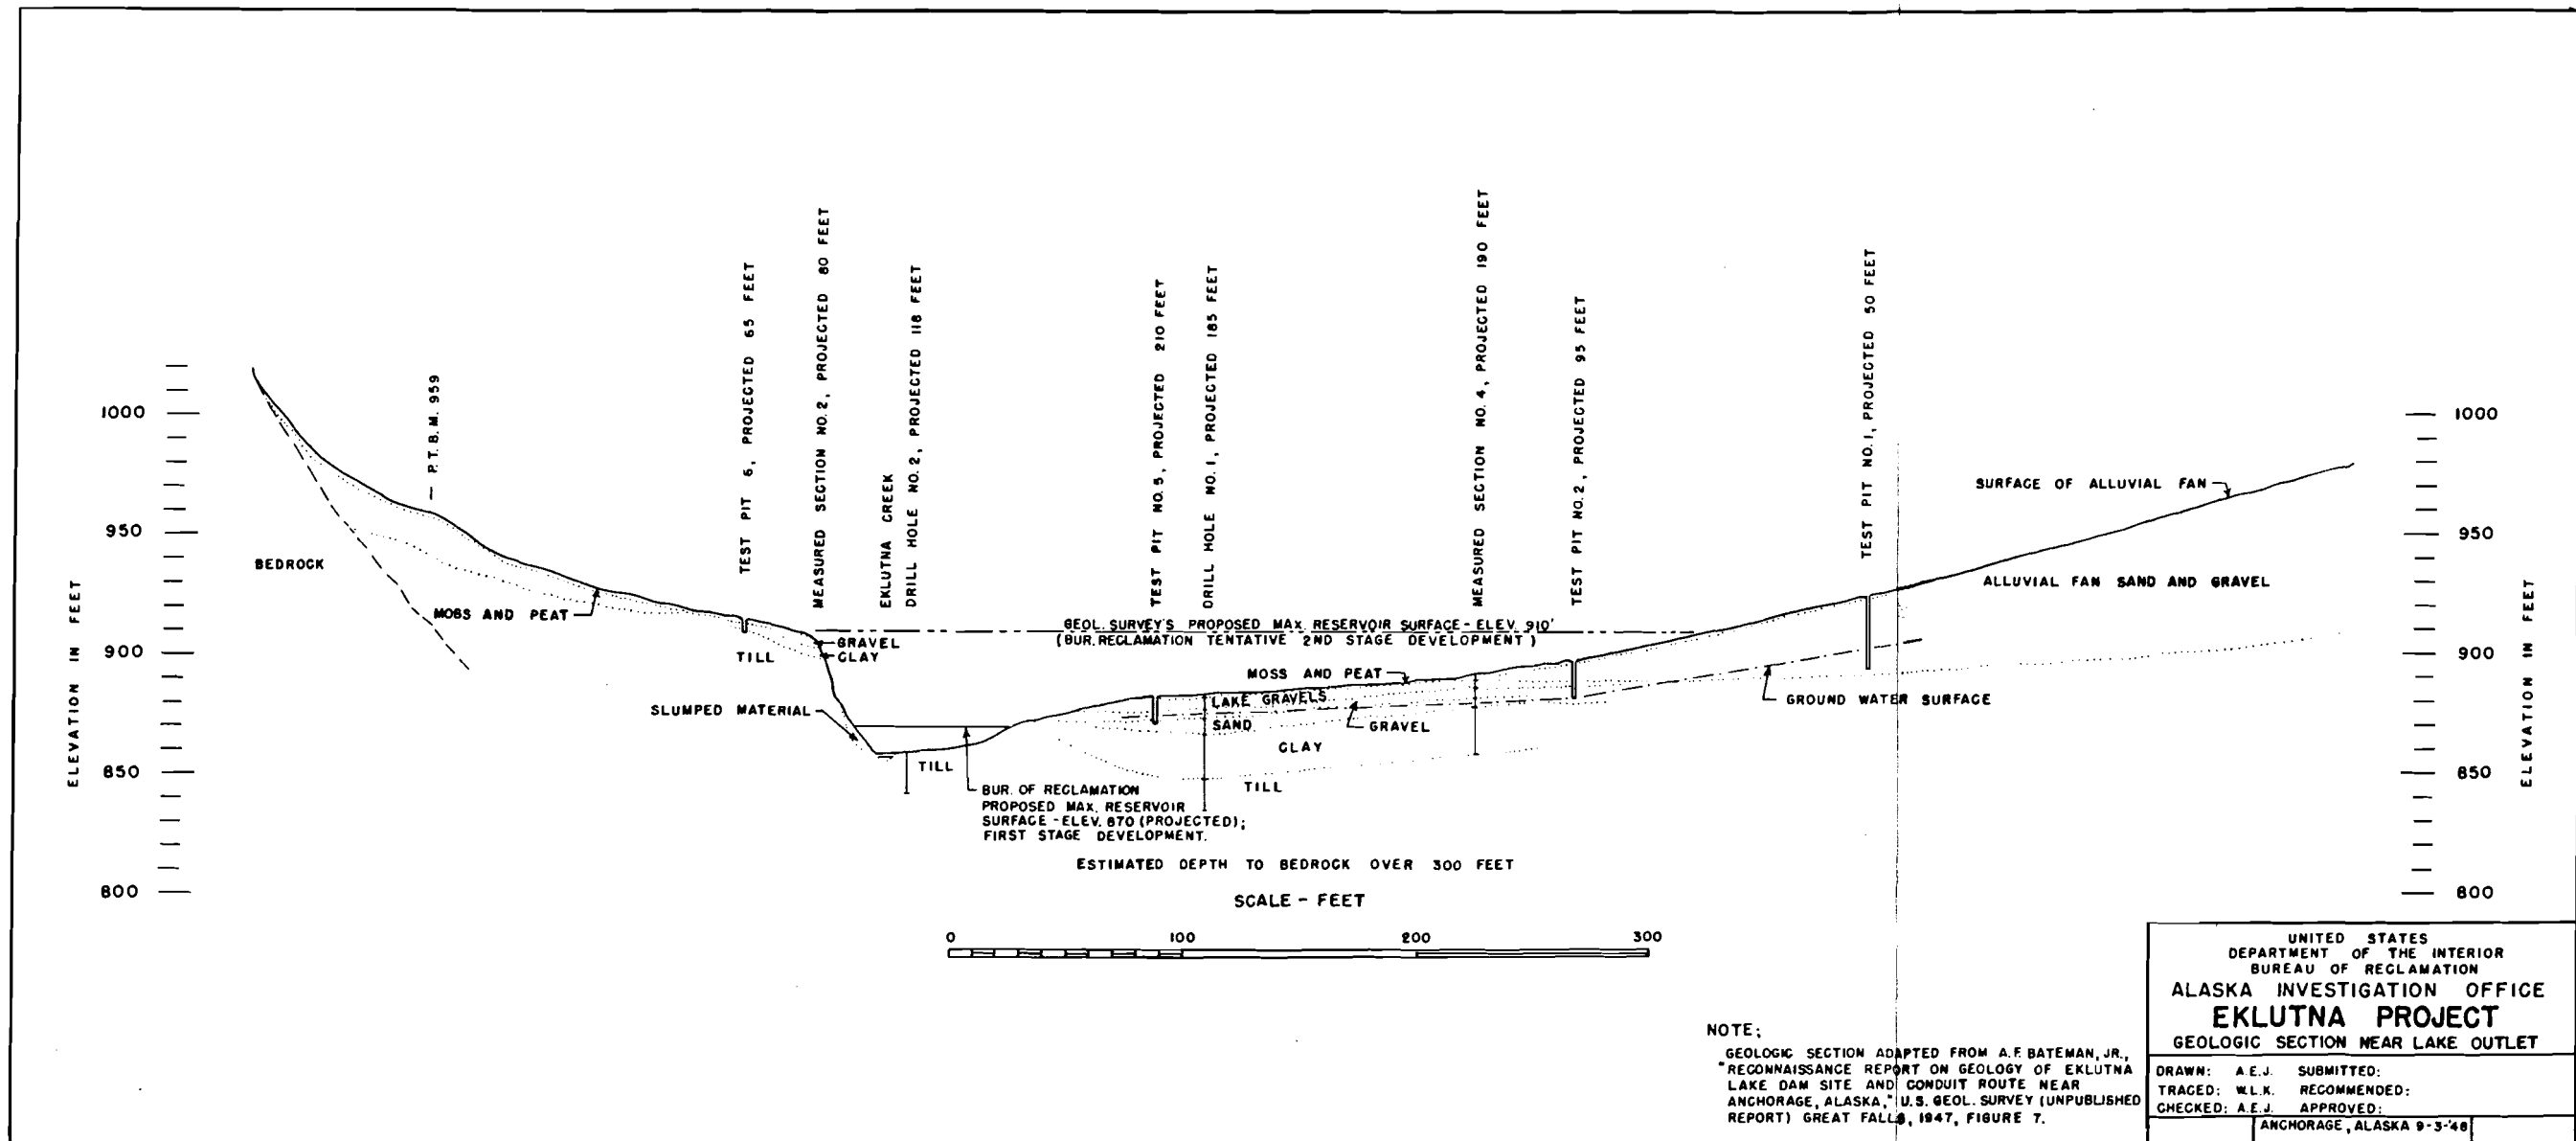 MEASURED SECTION NO. 4, PROJECTED 190 FEET
MEASURED SECTION NO. 2, PROJECTED 80 FEET
TEST PIT NO. 1, PROJECTED 50 FEET
TEST PIT 6, PROJECTED 65 FEET
DRILL HOLE NO. 2, PROJECTED 118 FEET
DRILL HOLE NO. 1, PROJECTED 185 FEET
TEST PIT NO. 5, PROJECTED 210 FEET
TEST PIT NO. 2, PROJECTED 95 FEET
P.T.B.M. 959
EKLUTNA CREEK
1000
950
900
850
800
ELEVATION IN FEET
BEDROCK
MOSS AND PEAT
TILL
GRAVEL
CLAY
SLUMPED MATERIAL
GEOL. SURVEY'S PROPOSED MAX. RESERVOIR SURFACE - ELEV. 910'
(BUR. RECLAMATION TENTATIVE 2ND STAGE DEVELOPMENT)
MOSS AND PEAT
LAKE GRAVELS
SAND
GRAVEL
CLAY
TILL
TILL
BUR. OF RECLAMATION
PROPOSED MAX. RESERVOIR
SURFACE - ELEV. 870 (PROJECTED);
FIRST STAGE DEVELOPMENT.
SURFACE OF ALLUVIAL FAN
ALLUVIAL FAN SAND AND GRAVEL
GROUND WATER SURFACE
1000
950
900
850
800
ELEVATION IN FEET
ESTIMATED DEPTH TO BEDROCK OVER 300 FEET
SCALE - FEET
0 100 200 300
NOTE:
GEOLOGIC SECTION ADAPTED FROM A.F. BATEMAN, JR.,
"RECONNAISSANCE REPORT ON GEOLOGY OF EKLUTNA
LAKE DAM SITE AND CONDUIT ROUTE NEAR
ANCHORAGE, ALASKA," U.S. GEOL. SURVEY (UNPUBLISHED
REPORT) GREAT FALLS, 1947, FIGURE 7.
UNITED STATES
DEPARTMENT OF THE INTERIOR
BUREAU OF RECLAMATION
ALASKA INVESTIGATION OFFICE
EKLUTNA PROJECT
GEOLOGIC SECTION NEAR LAKE OUTLET
DRAWN: A.E.J. SUBMITTED:
TRACED: W.L.K. RECOMMENDED:
CHECKED: A.E.J. APPROVED:
ANCHORAGE, ALASKA 9-3-'48